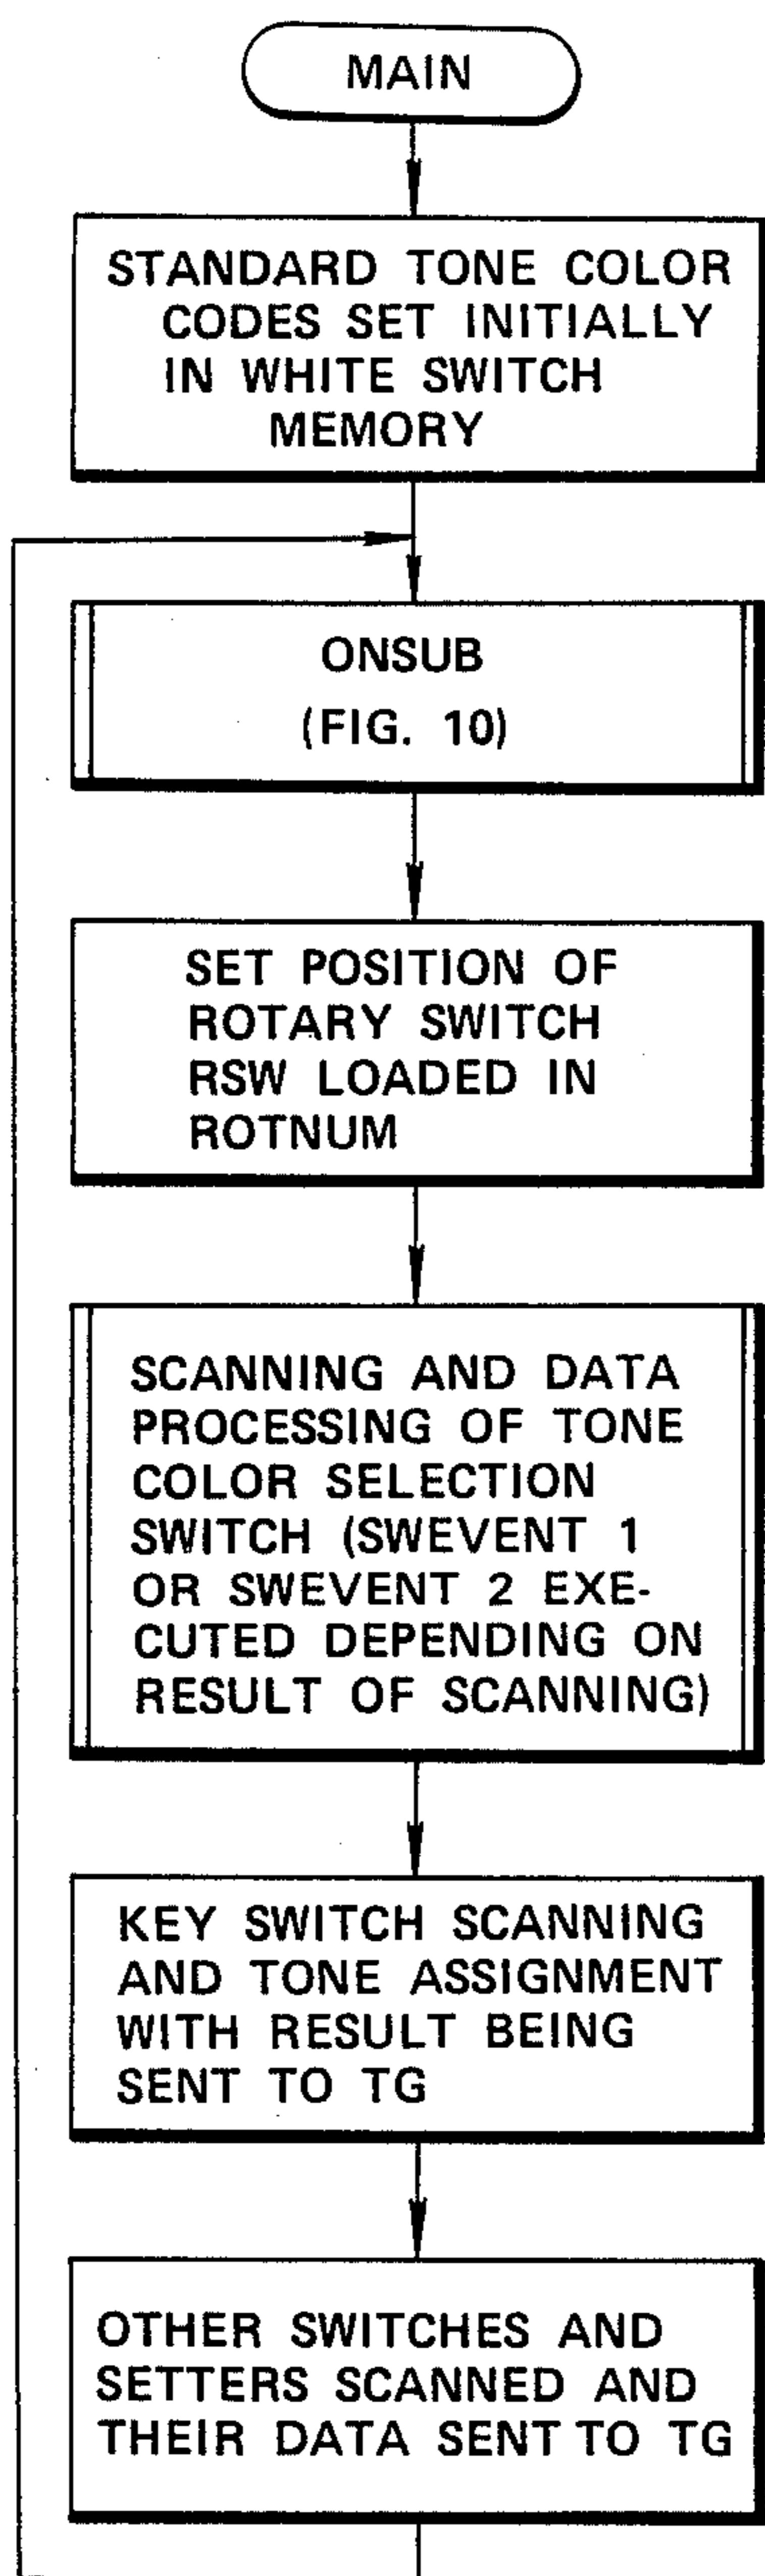 MAIN
STANDARD TONE COLOR
CODES SET INITIALLY
IN WHITE SWITCH
MEMORY
ONSUB
(FIG. 10)
SET POSITION OF
ROTARY SWITCH
RSW LOADED IN
ROTNUM
SCANNING AND DATA
PROCESSING OF TONE
COLOR SELECTION
SWITCH (SWEVENT 1
OR SWEVENT 2 EXE-
CUTED DEPENDING ON
RESULT OF SCANNING)
KEY SWITCH SCANNING
AND TONE ASSIGNMENT
WITH RESULT BEING
SENT TO TG
OTHER SWITCHES AND
SETTERS SCANNED AND
THEIR DATA SENT TO TG